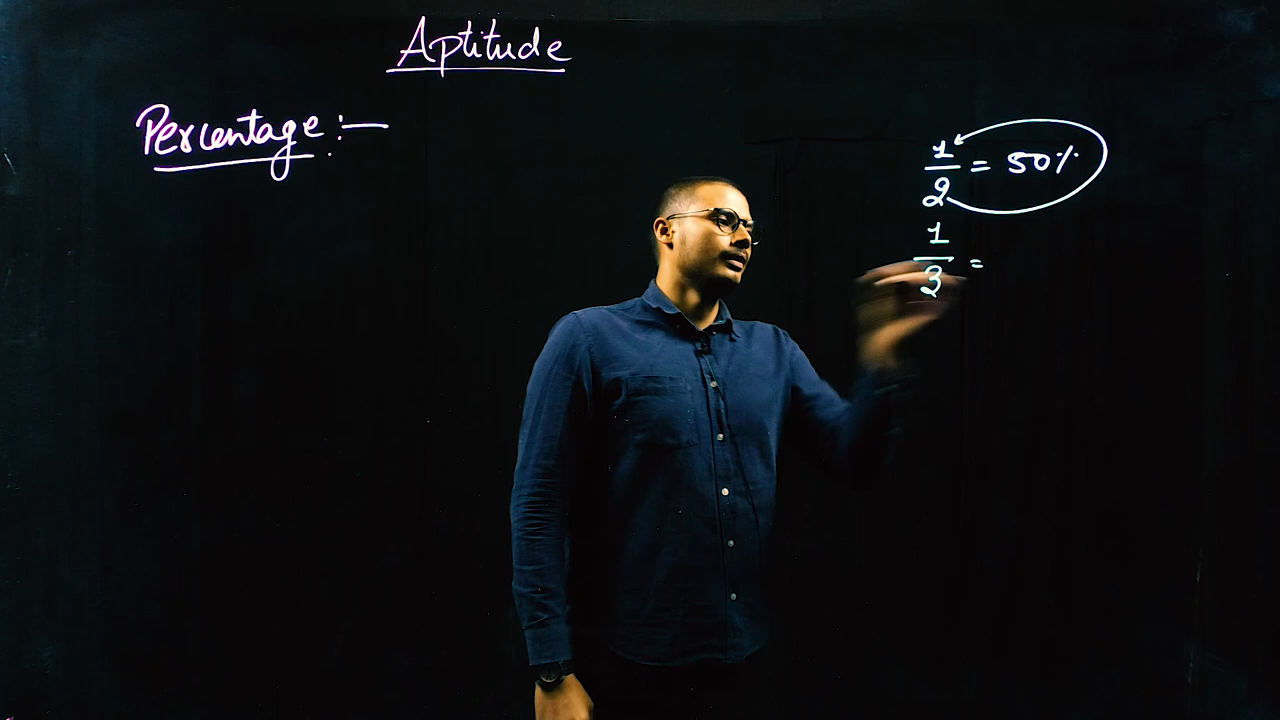 Aptitude
Percentage :-
1/2 = 50%
1/3 =